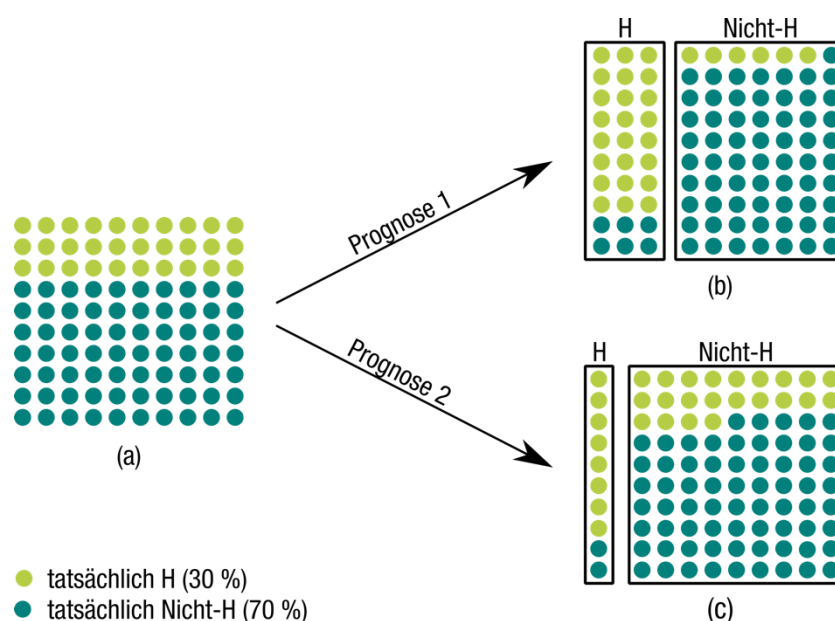 H Nicht-H
Prognose 1
(b)
Prognose 2
H Nicht-H
(a)
(c)
tatsächlich H (30 %)
tatsächlich Nicht-H (70 %)